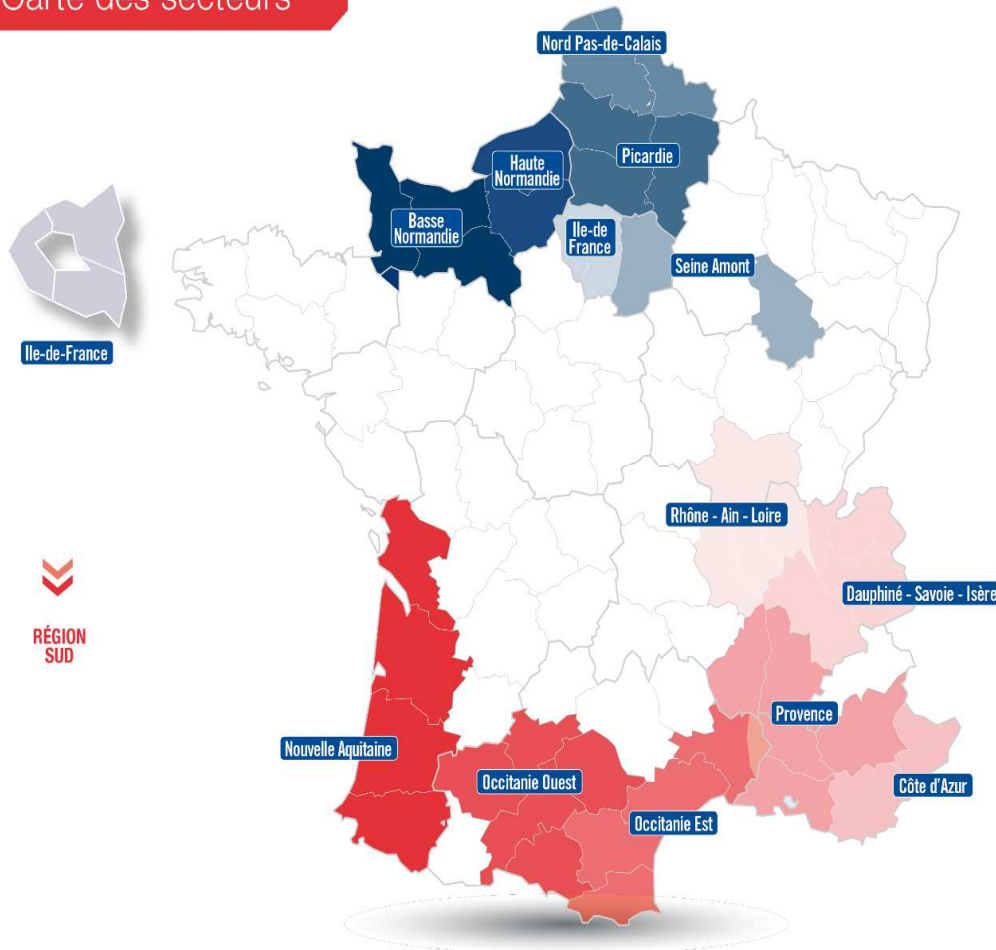 Carte des secteurs
Nord Pas-de-Calais
Haute
Normandie
Picardie
Basse
Normandie
Ile-de
France
Seine Amont
Ile-de-France
Rhône - Ain - Loire
Dauphiné - Savoie - Isère
RÉGION
SUD
Provence
Nouvelle Aquitaine
Occitanie Ouest
Côte d'Azur
Occitanie Est